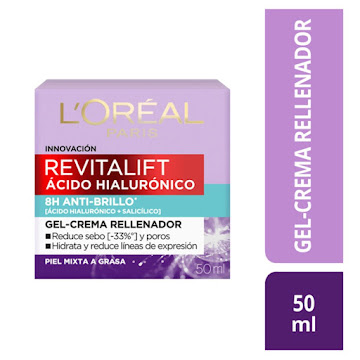 L'ORÉAL
PARIS
INNOVACIÓN
REVITALIFT
ÁCIDO HIALURÓNICO
8H ANTI-BRILLO*
[ÁCIDO HIALURÓNICO + SALICÍLICO]
GEL-CREMA RELLENADOR
Reduce sebo [-33%*] y poros
Hidrata y reduce líneas de expresión
PIEL MIXTA A GRASA
50 ml
GEL-CREMA RELLENADOR
50
ml